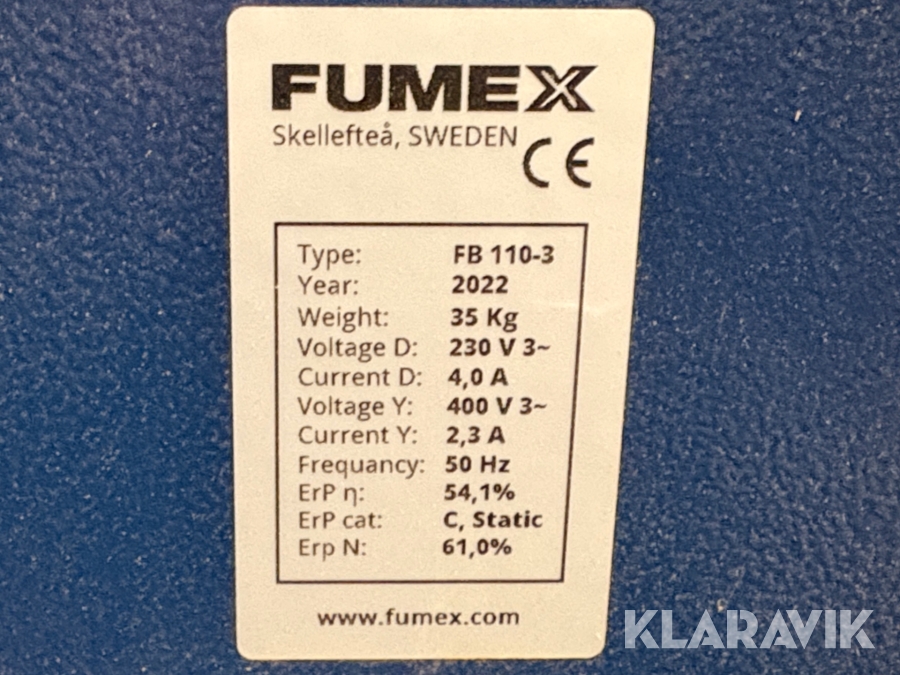 FUMEX
Skellefteå, SWEDEN
CE
Type: FB 110-3
Year: 2022
Weight: 35 Kg
Voltage D: 230 V 3~
Current D: 4,0 A
Voltage Y: 400 V 3~
Current Y: 2,3 A
Frequancy: 50 Hz
ErP η: 54,1%
ErP cat: C, Static
Erp N: 61,0%
www.fumex.com
KLARAVIK